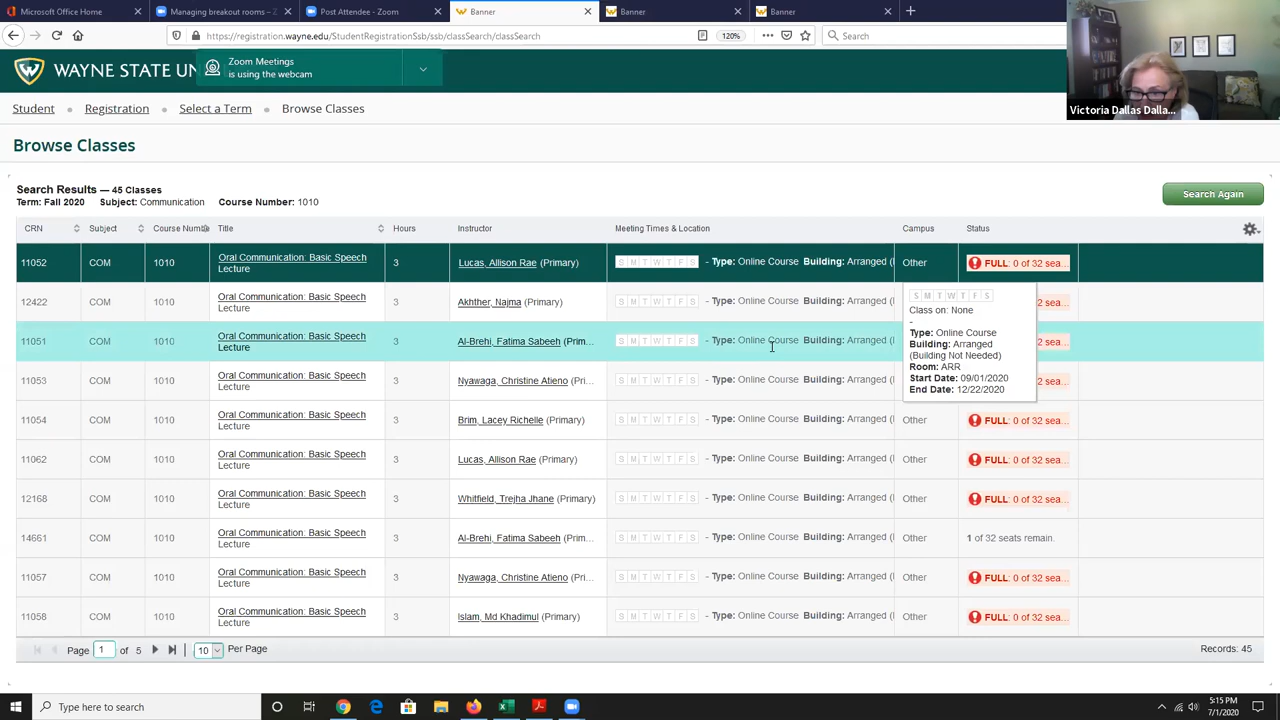 Microsoft Office Home
Managing breakout rooms – Z
Post Attendee - Zoom
Banner
Banner
Banner
https://registration.wayne.edu/StudentRegistrationSsb/ssb/classSearch/classSearch
120%
Search
WAYNE STATE UN
Zoom Meetings
is using the webcam
Victoria Dallas Dalla...
Student
Registration
Select a Term
Browse Classes
Browse Classes
Search Results — 45 Classes
Term: Fall 2020 Subject: Communication Course Number: 1010
Search Again
CRN Subject Course Numbe Title Hours Instructor Meeting Times & Location Campus Status
11052 COM 1010 Oral Communication: Basic Speech 3 Lucas, Allison Rae (Primary) S M T W T F S - Type: Online Course Building: Arranged ( Other FULL: 0 of 32 sea...
Lecture
12422 COM 1010 Oral Communication: Basic Speech 3 Akhther, Najma (Primary) S M T W T F S - Type: Online Course Building: Arranged ( 2 sea...
Lecture
11051 COM 1010 Oral Communication: Basic Speech 3 Al-Brehi, Fatima Sabeeh (Prim... S M T W T F S - Type: Online Course Building: Arranged ( 2 sea...
Lecture
11053 COM 1010 Oral Communication: Basic Speech 3 Nyawaga, Christine Atieno (Pri... S M T W T F S - Type: Online Course Building: Arranged ( 2 sea...
Lecture
S M T W T F S
Class on: None
-
Type: Online Course
Building: Arranged
(Building Not Needed)
Room: ARR
Start Date: 09/01/2020
End Date: 12/22/2020
11054 COM 1010 Oral Communication: Basic Speech 3 Brim, Lacey Richelle (Primary) S M T W T F S - Type: Online Course Building: Arranged ( Other FULL: 0 of 32 sea...
Lecture
11062 COM 1010 Oral Communication: Basic Speech 3 Lucas, Allison Rae (Primary) S M T W T F S - Type: Online Course Building: Arranged ( Other FULL: 0 of 32 sea...
Lecture
12168 COM 1010 Oral Communication: Basic Speech 3 Whitfield, Trejha Jhane (Primary) S M T W T F S - Type: Online Course Building: Arranged ( Other FULL: 0 of 32 sea...
Lecture
14661 COM 1010 Oral Communication: Basic Speech 3 Al-Brehi, Fatima Sabeeh (Prim... S M T W T F S - Type: Online Course Building: Arranged ( Other 1 of 32 seats remain.
Lecture
11057 COM 1010 Oral Communication: Basic Speech 3 Nyawaga, Christine Atieno (Pri... S M T W T F S - Type: Online Course Building: Arranged ( Other FULL: 0 of 32 sea...
Lecture
11058 COM 1010 Oral Communication: Basic Speech 3 Islam, Md Khadimul (Primary) S M T W T F S - Type: Online Course Building: Arranged ( Other FULL: 0 of 32 sea...
Lecture
Page 1 of 5 | 10 Per Page
Records: 45
Type here to search
5:15 PM
7/1/2020